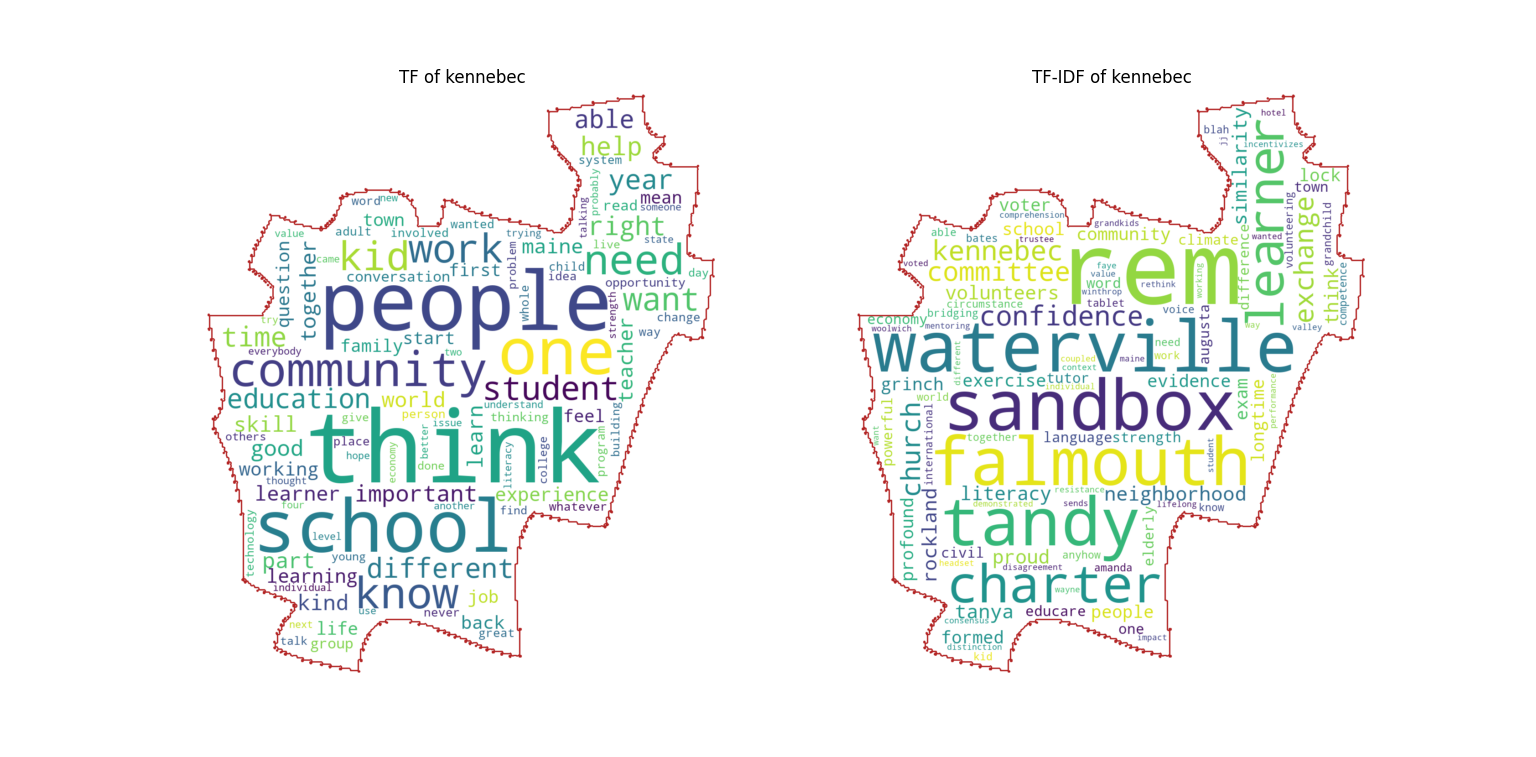 TF of kennebec
able
help
system
year
probably
talking
read
mean
someone
right
word
new
town
wanted
adult
involved
trying
value
kid
work
maine
live
state
need
came
conversation
first
problem
child
idea
day
question
together
opportunity
people
whole
strength
want
change
try
time
family
start
two
one
way
everybody
teacher
community
student
education
world
understand
person
skill
give
issue
thinking
feel
others
place
think
learn
good
hope
economy
better
done
literacy
college
program
building
working
thought
learner
important
experience
four
another
find
whatever
school
technology
level
part
young
different
learning
individual
know
kind
use
never
job
back
great
next
life
talk
group
TF-IDF of kennebec
hotel
blah
jj
incentivizes
similarity
learner
lock
town
voter
comprehension
grandkids
able
bates
school
trustee
community
climate
wanted
volunteering
exchange
grandchild
think
competence
difference
voted
kennebec
committee
faye
value
word
rem
rethink
working
volunteers
winthrop
circumstance
tablet
bridging
economy
confidence
voice
augusta
way
valley
woolwich
mentoring
waterville
need
work
maine
different
coupled
context
grinch
exercise
tutor
individual
evidence
exam
longtime
performance
world
sandbox
want
powerful
church
international
together
language
strength
student
falmouth
literacy
resistance
neighborhood
demonstrated
sends
lifelong
know
profound
rockland
tandy
elderly
civil
proud
anyhow
headset
disagreement
amanda
charter
wayne
tanya
educare
people
consensus
formed
one
impact
distinction
kid